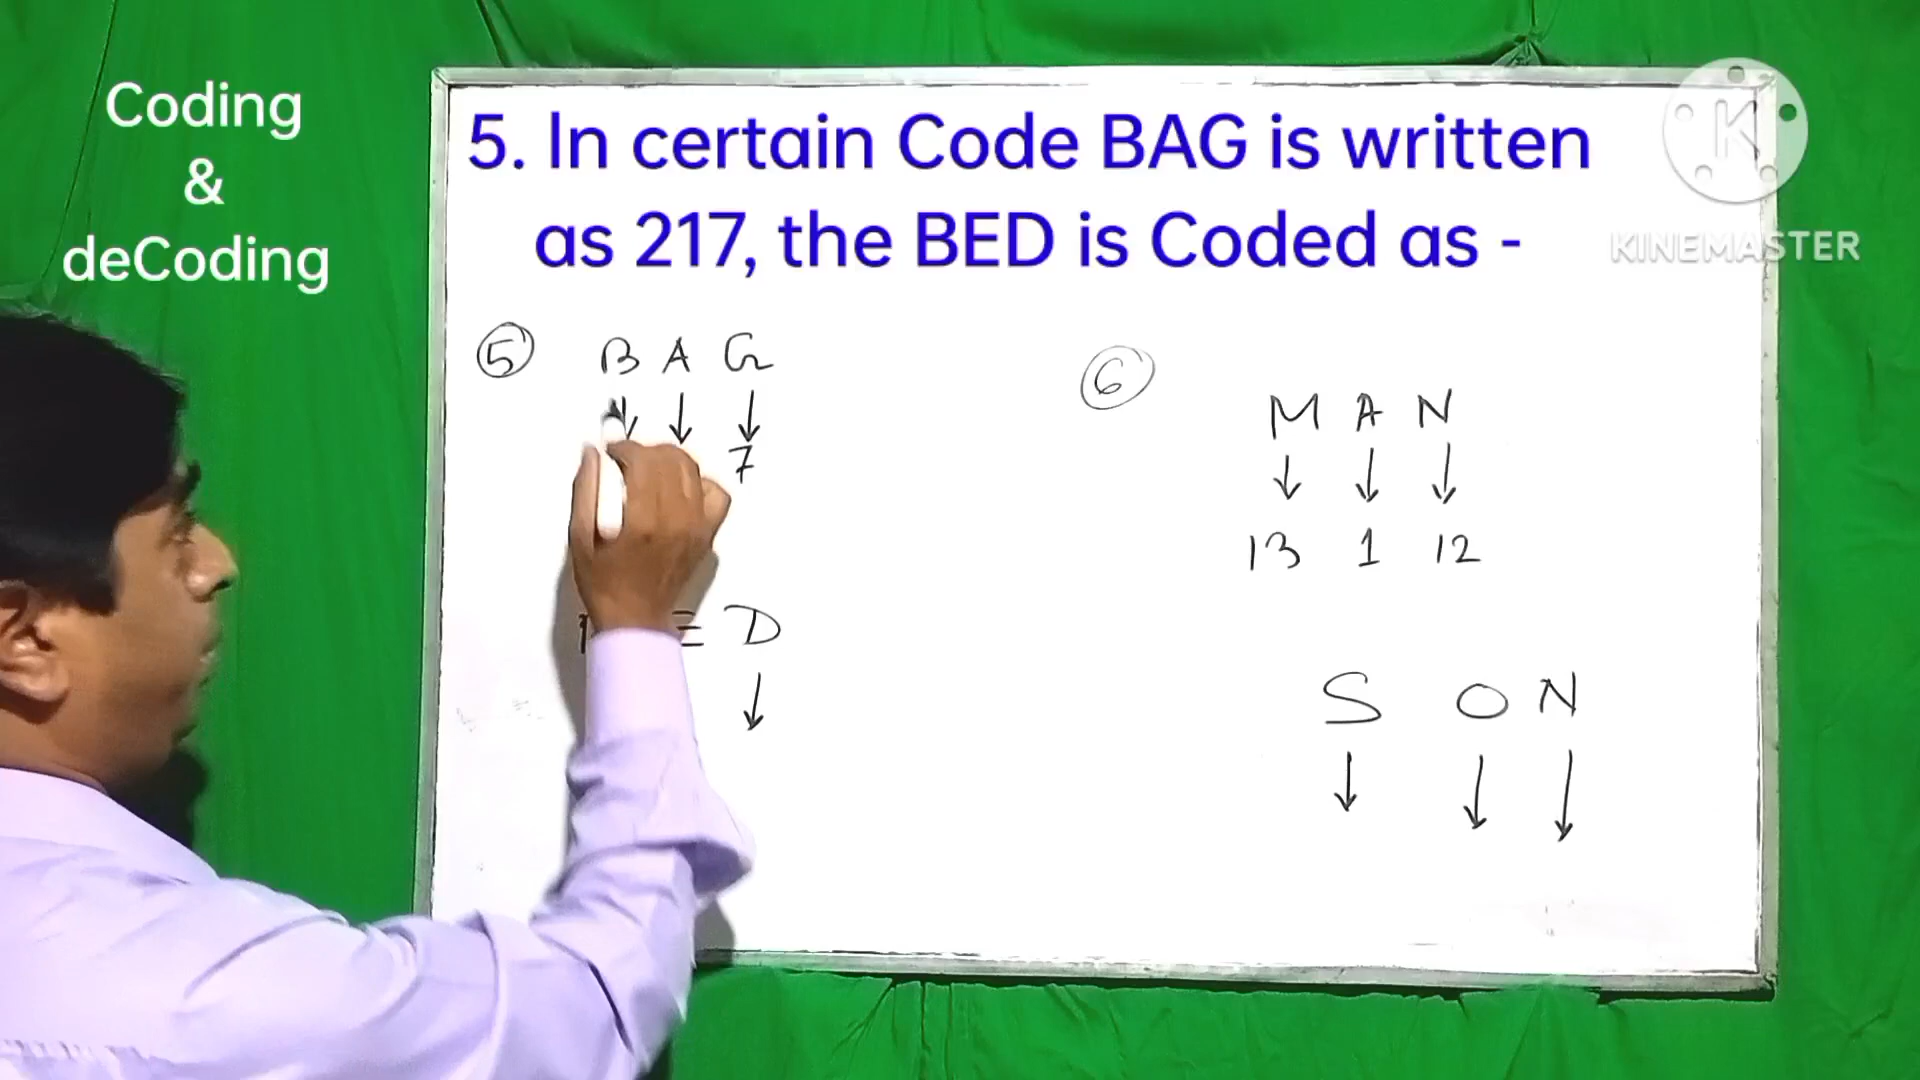 Coding
&
deCoding
5. In certain Code BAG is written
as 217, the BED is Coded as -
KINEMASTER
5 B A G
7
D
6
M A N
13 1 12
S O N